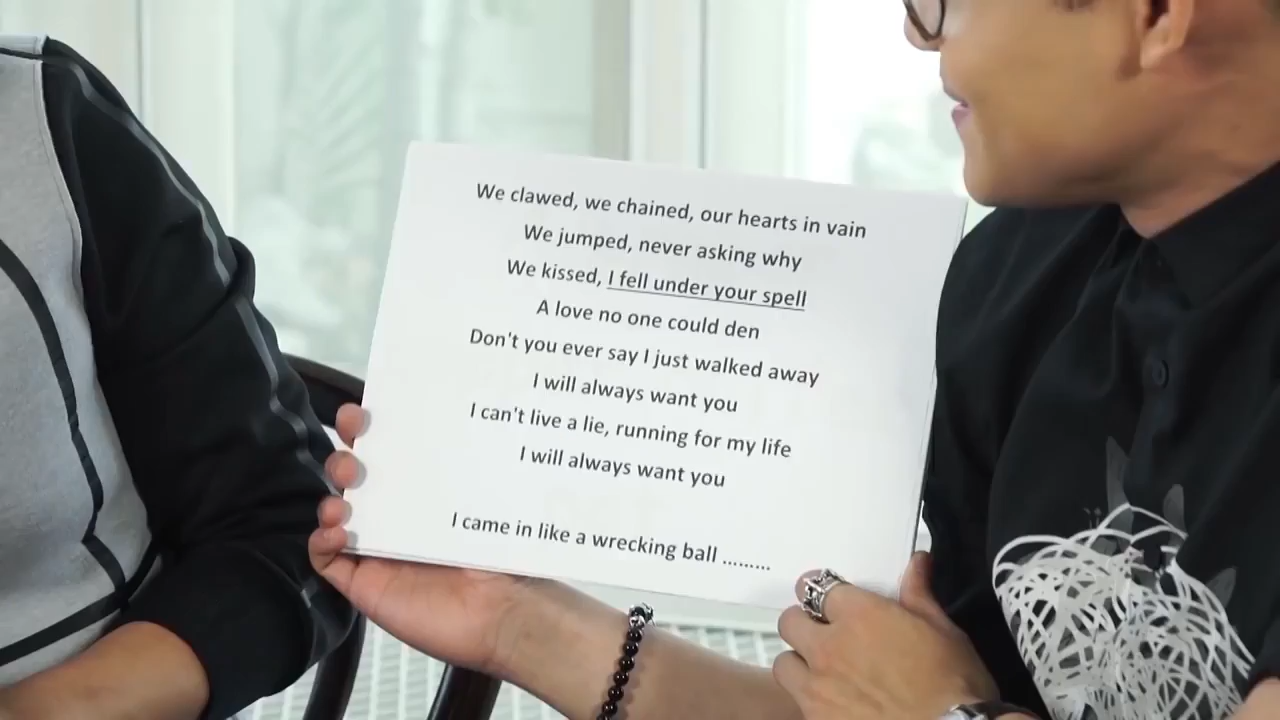 We clawed, we chained, our hearts in vain
We jumped, never asking why
We kissed, I fell under your spell
A love no one could den
Don't you ever say I just walked away
I will always want you
I can't live a lie, running for my life
I will always want you
I came in like a wrecking ball .........